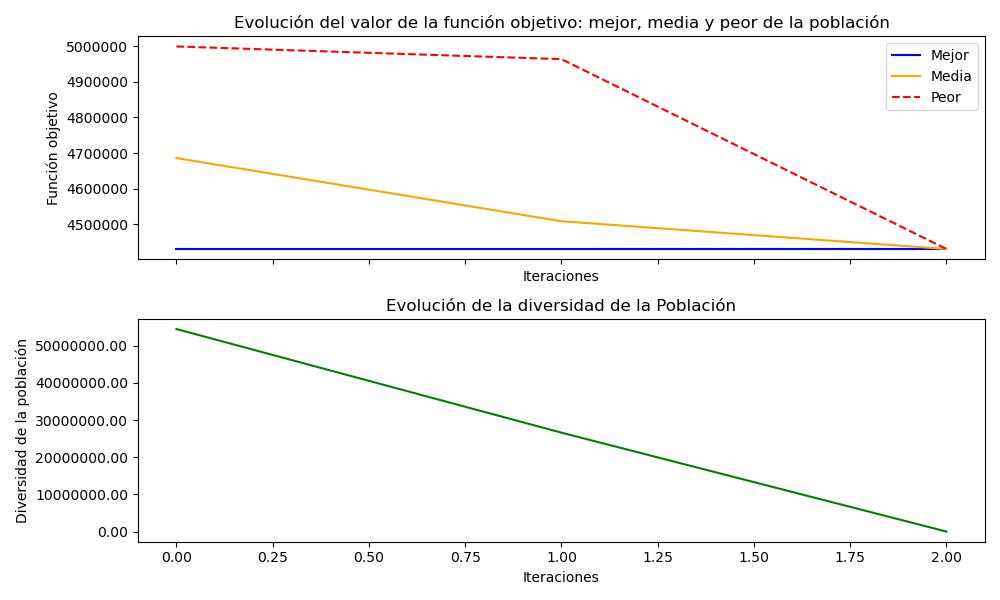 Evolución del valor de la función objetivo: mejor, media y peor de la población
Función objetivo
5000000
4900000
4800000
4700000
4600000
4500000
Mejor
Media
Peor
Iteraciones
Evolución de la diversidad de la Población
Diversidad de la población
50000000.00
40000000.00
30000000.00
20000000.00
10000000.00
0.00
0.00 0.25 0.50 0.75 1.00 1.25 1.50 1.75 2.00
Iteraciones